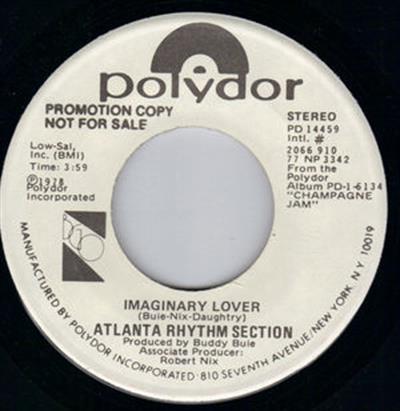 polydor
PROMOTION COPY
NOT FOR SALE
Low-Sal,
Inc. (BMI)
Time: 3:59
Ⓟ1978
Polydor
Incorporated
STEREO
PD 14459
Intl. #
2066 910
77 NP 3342
From the
Polydor
Album PD-1-6134
"CHAMPAGNE
JAM"
IMAGINARY LOVER
(Buie-Nix-Daughtry)
ATLANTA RHYTHM SECTION
Produced by Buddy Buie
Associate Producer:
Robert Nix
MANUFACTURED BY POLYDOR INCORPORATED·810 SEVENTH AVENUE/NEW YORK, N.Y. 10019